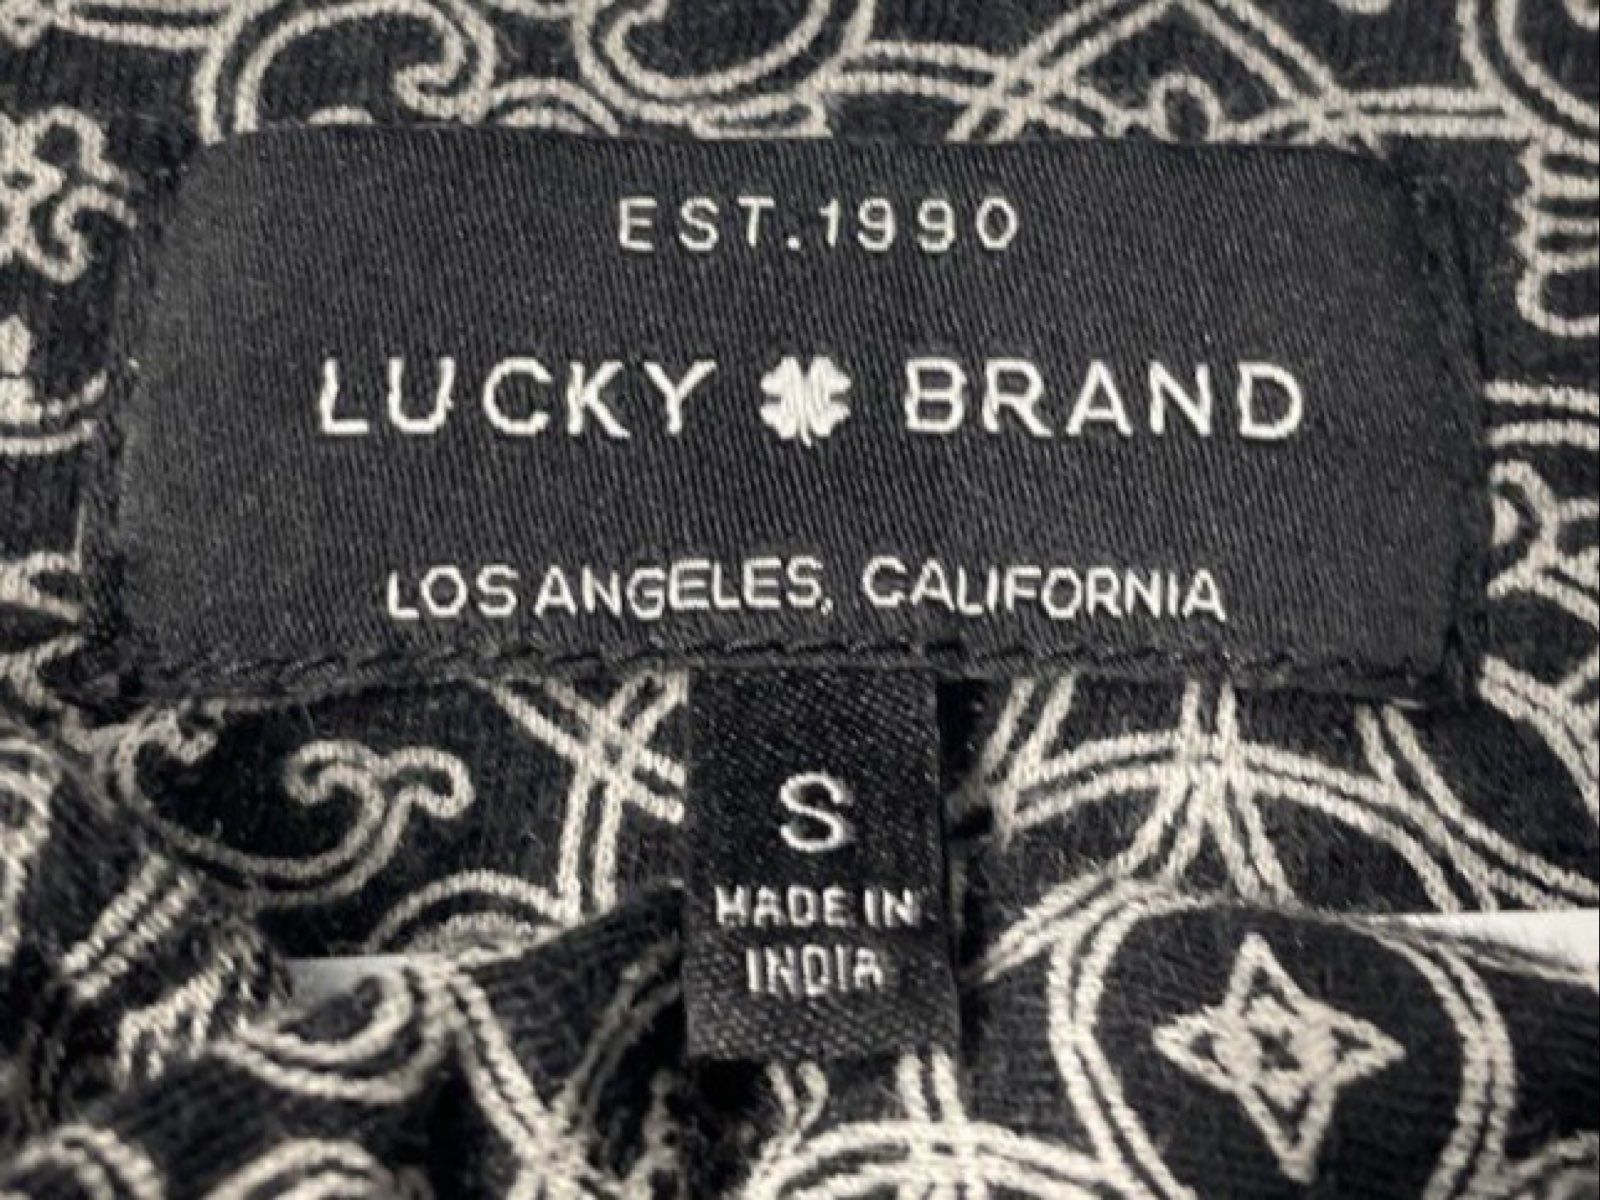 EST.1990
LUCKY BRAND
LOS ANGELES, CALIFORNIA
S
MADE IN
INDIA